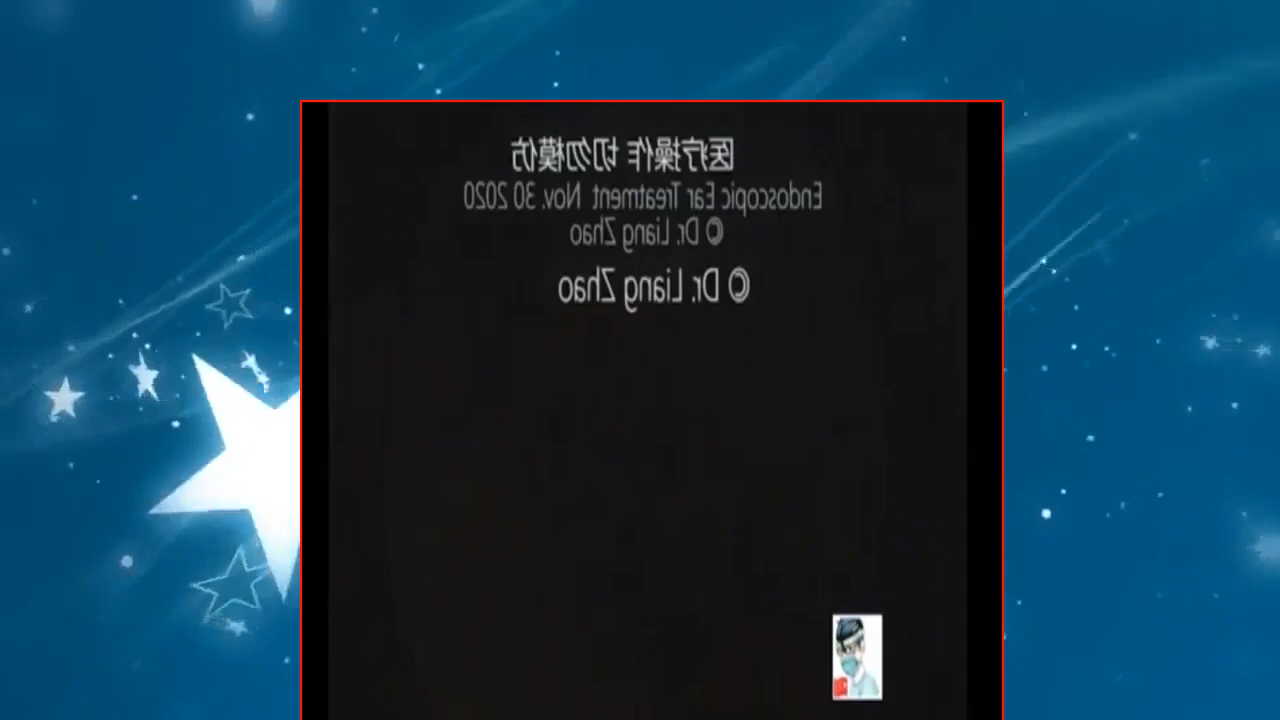 医疗操作 切勿模仿
Endoscopic Ear Treatment Nov. 30 2020
© Dr. Liang Zhao
© Dr. Liang Zhao